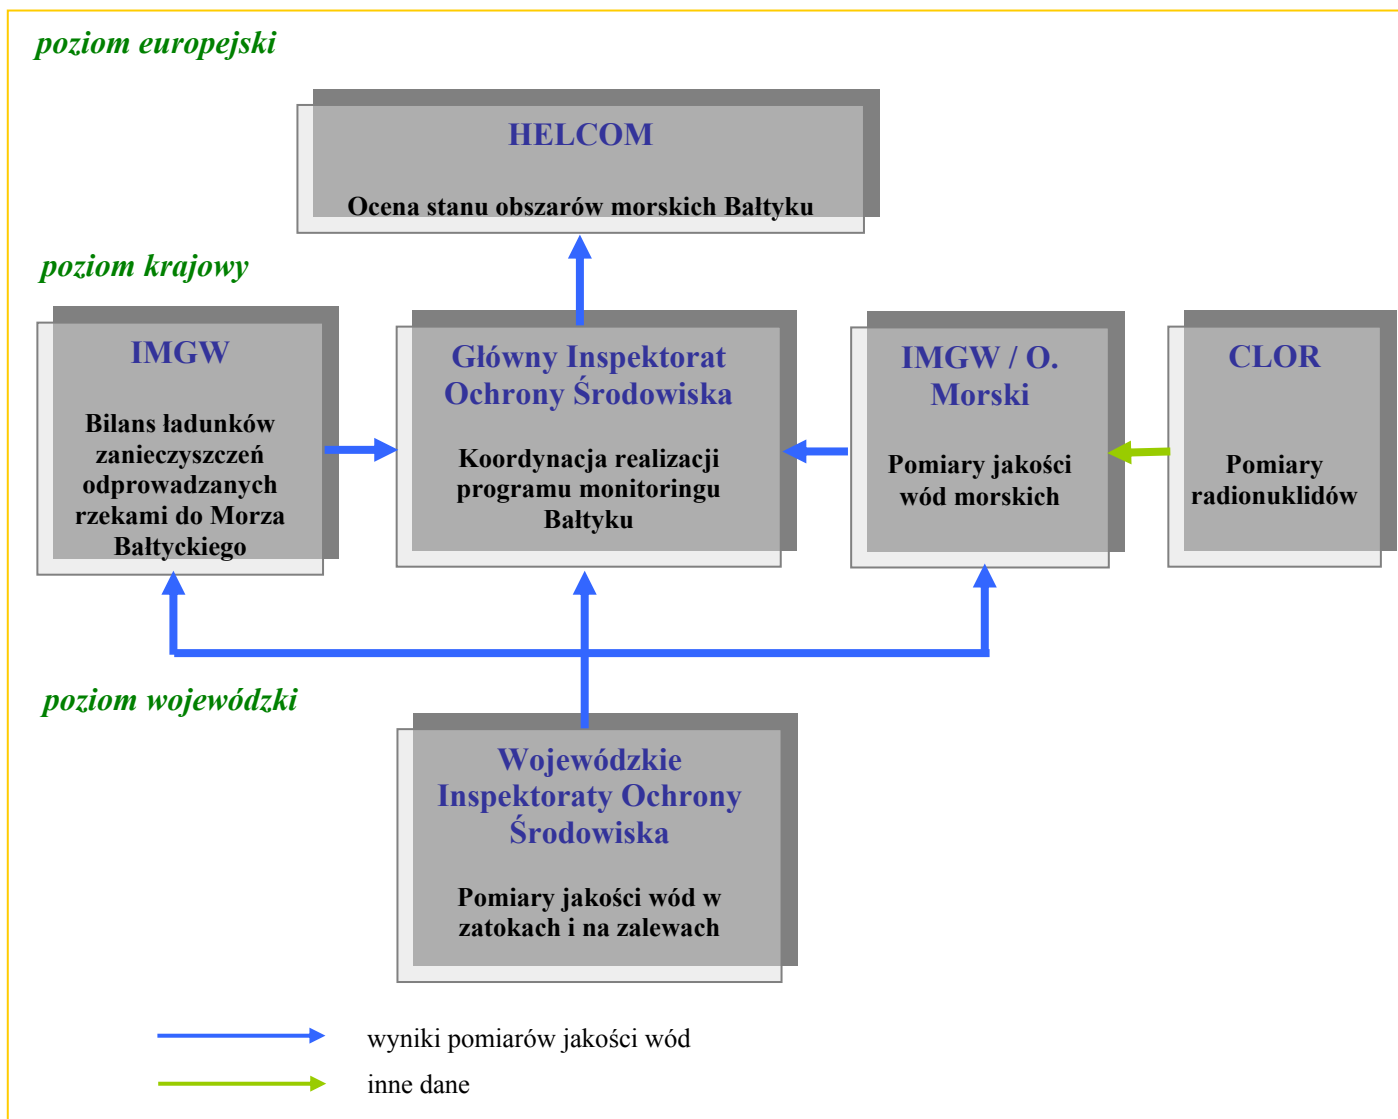 poziom europejski
HELCOM
Ocena stanu obszarów morskich Bałtyku
poziom krajowy
IMGW
Bilans ładunków
zanieczyszczeń
odprowadzanych
rzekami do Morza
Bałtyckiego
Główny Inspektorat
Ochrony Środowiska
Koordynacja realizacji
programu monitoringu
Bałtyku
IMGW / O.
Morski
Pomiary jakości
wód morskich
CLOR
Pomiary
radionuklidów
poziom wojewódzki
Wojewódzkie
Inspektoraty Ochrony
Środowiska
Pomiary jakości wód w
zatokach i na zalewach
wyniki pomiarów jakości wód
inne dane